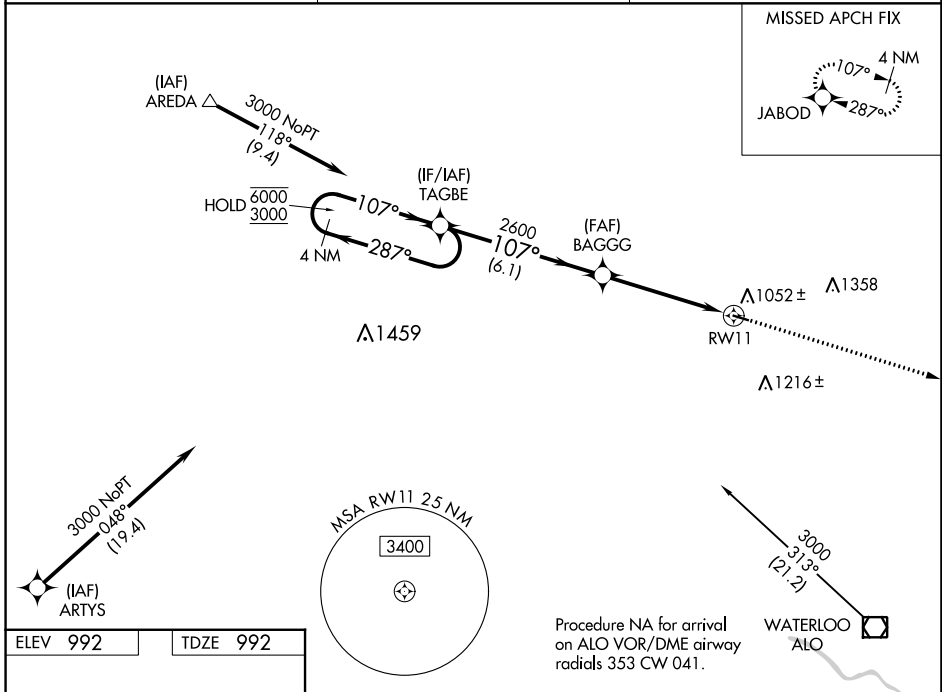 MISSED APCH FIX
4 NM
107°
JABOD
287°
(IAF)
AREDA
3000 NoPT
118°
(9.4)
(IF/IAF)
TAGBE
HOLD
6000
3000
107°
4 NM
287°
2600
107°
(6.1)
(FAF)
BAGGG
1052 ±
1358
RW11
1459
1216 ±
3000 NoPT
048°
(19.4)
(IAF)
ARTYS
MSA RW11 25 NM
3400
3000
313°
(21.2)
Procedure NA for arrival
on ALO VOR/DME airway
radials 353 CW 041.
WATERLOO
ALO
ELEV 992
TDZE 992